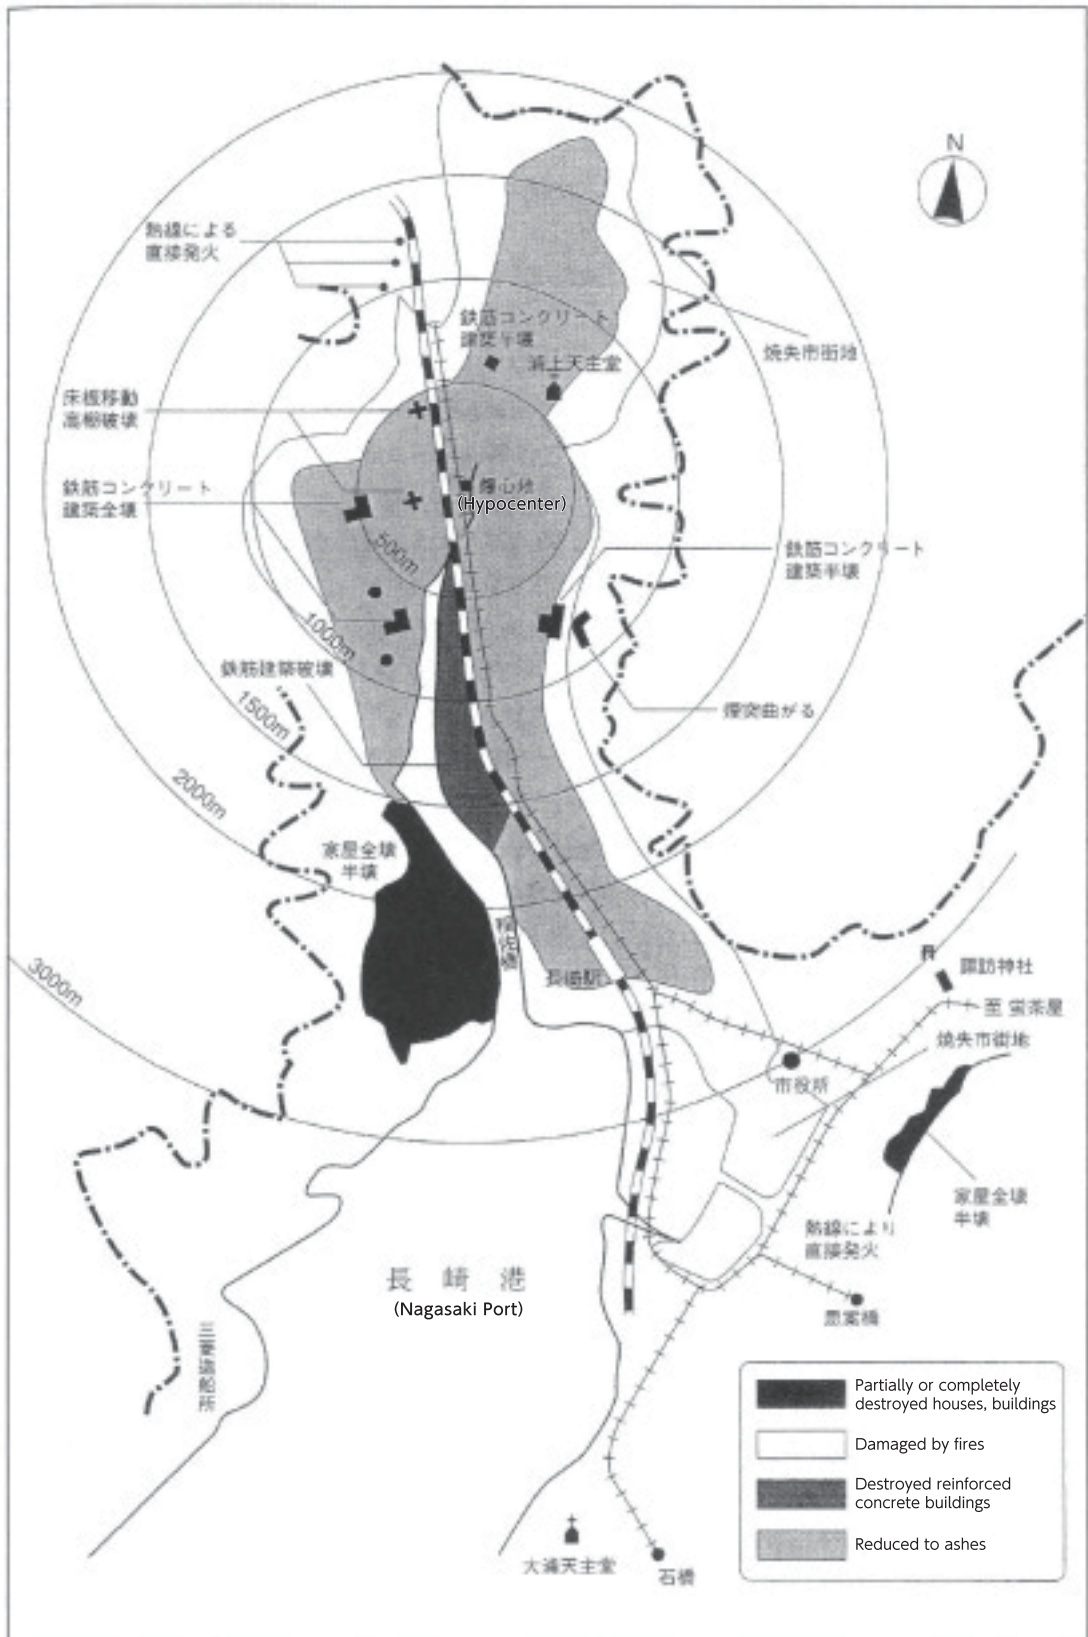 N
熱線による
直接発火
鉄筋コンクリート
建築半壊
浦上天主堂
焼失市街地
床板移動
高棚破壊
鉄筋コンクリート
建築全壊
爆心地
(Hypocenter)
500m
鉄筋コンクリート
建築半壊
1000m
鉄筋建築破壊
1500m
煙突曲がる
2000m
家屋全壊
半壊
稲佐橋
長崎駅
3000m
諏訪神社
至 蛍茶屋
焼失市街地
市役所
家屋全壊
半壊
熱線により
直接発火
長崎港
(Nagasaki Port)
思案橋
三菱造船所
Partially or completely
destroyed houses, buildings
Damaged by fires
Destroyed reinforced
concrete buildings
Reduced to ashes
大浦天主堂
石橋